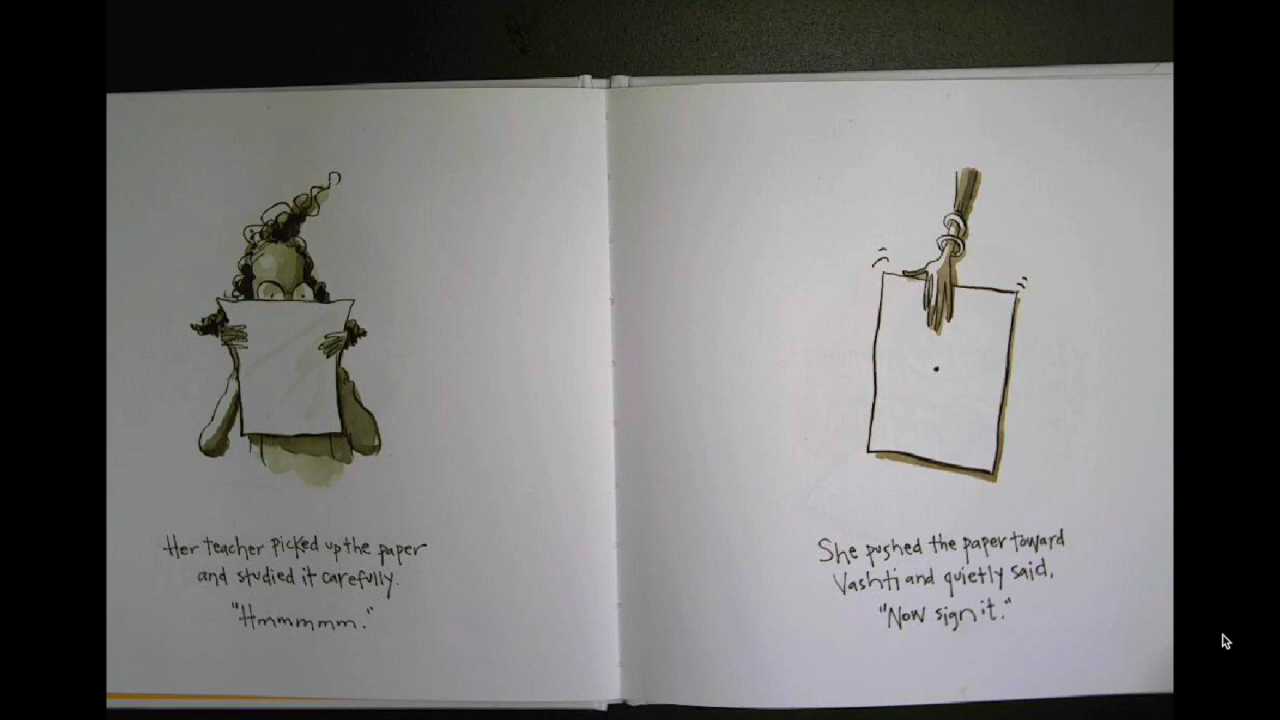 Her teacher picked up the paper
and studied it carefully.
"Hmmmmm."
She pushed the paper toward
Vashti and quietly said,
"Now sign it."